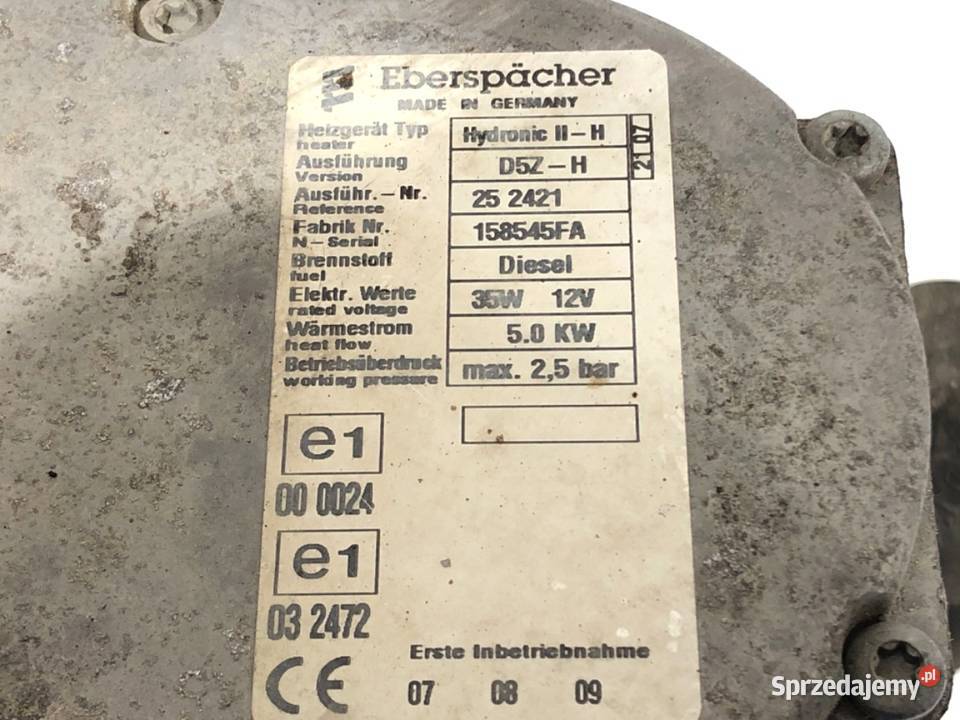 Eberspächer
MADE IN GERMANY
Heizgerät Typ Hydronic II-H 21 07
heater
Ausführung D5Z-H
Version
Ausführ.-Nr. 25 2421
Reference
Fabrik Nr. 158545FA
N-Serial
Brennstoff Diesel
fuel
Elektr. Werte 35W 12V
rated voltage
Wärmestrom 5.0 KW
heat flow
Betriebsüberdruck max. 2,5 bar
working pressure
e1
00 0024
e1
03 2472
CE
Erste Inbetriebnahme
07 08 09
Sprzedajemy.pl